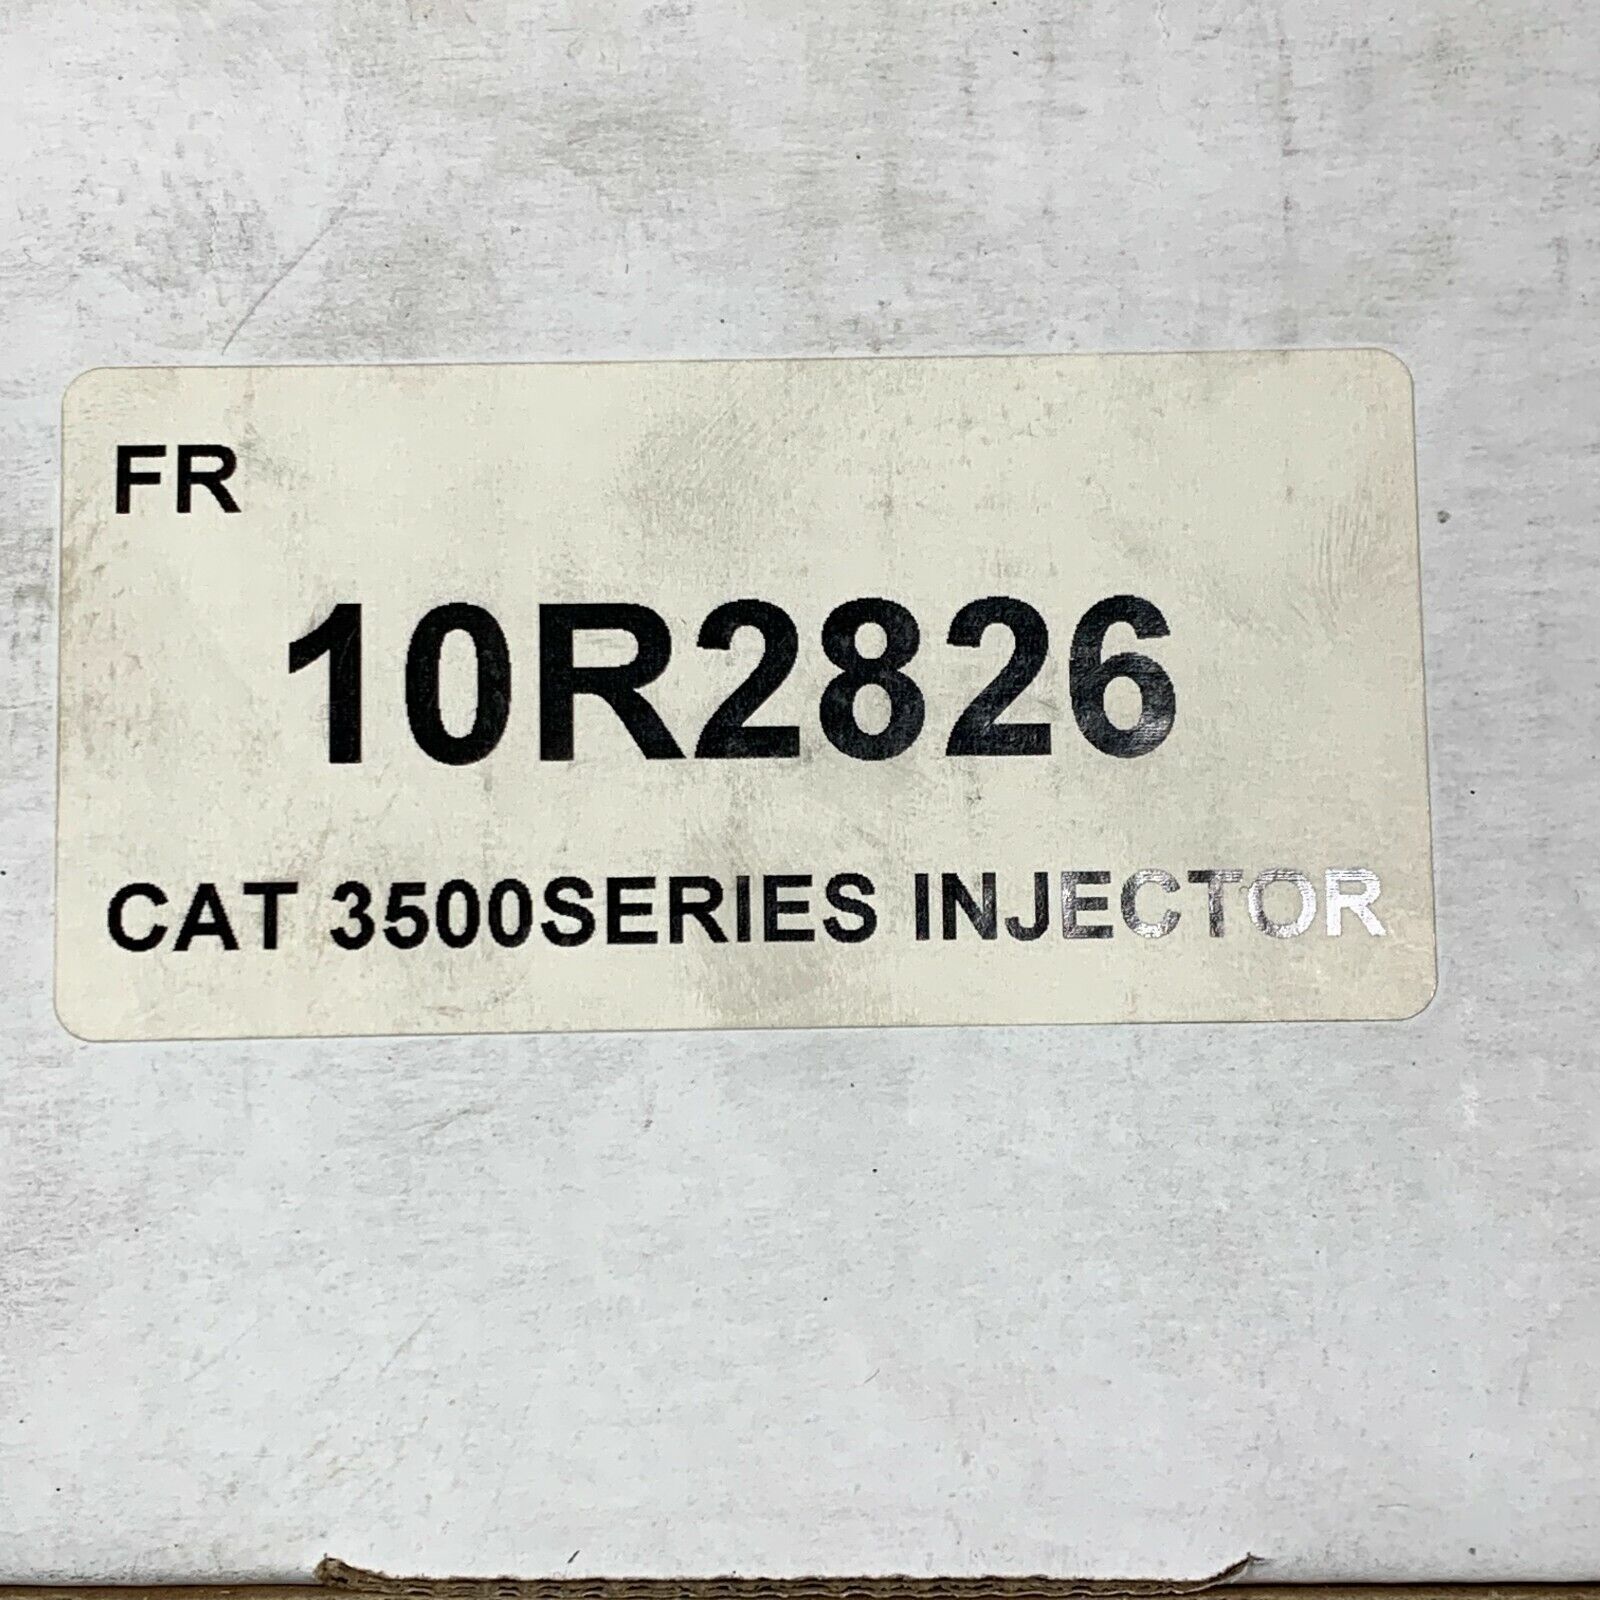 FR
10R2826
CAT 3500SERIES INJECTOR